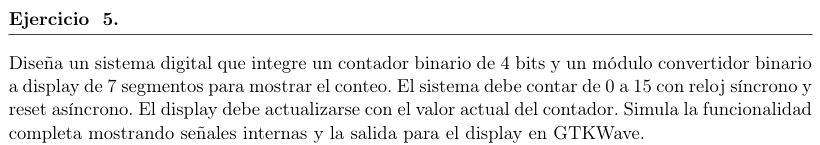 Ejercicio 5.
Diseña un sistema digital que integre un contador binario de 4 bits y un módulo convertidor binario
a display de 7 segmentos para mostrar el conteo. El sistema debe contar de 0 a 15 con reloj síncrono y
reset asíncrono. El display debe actualizarse con el valor actual del contador. Simula la funcionalidad
completa mostrando señales internas y la salida para el display en GTKWave.